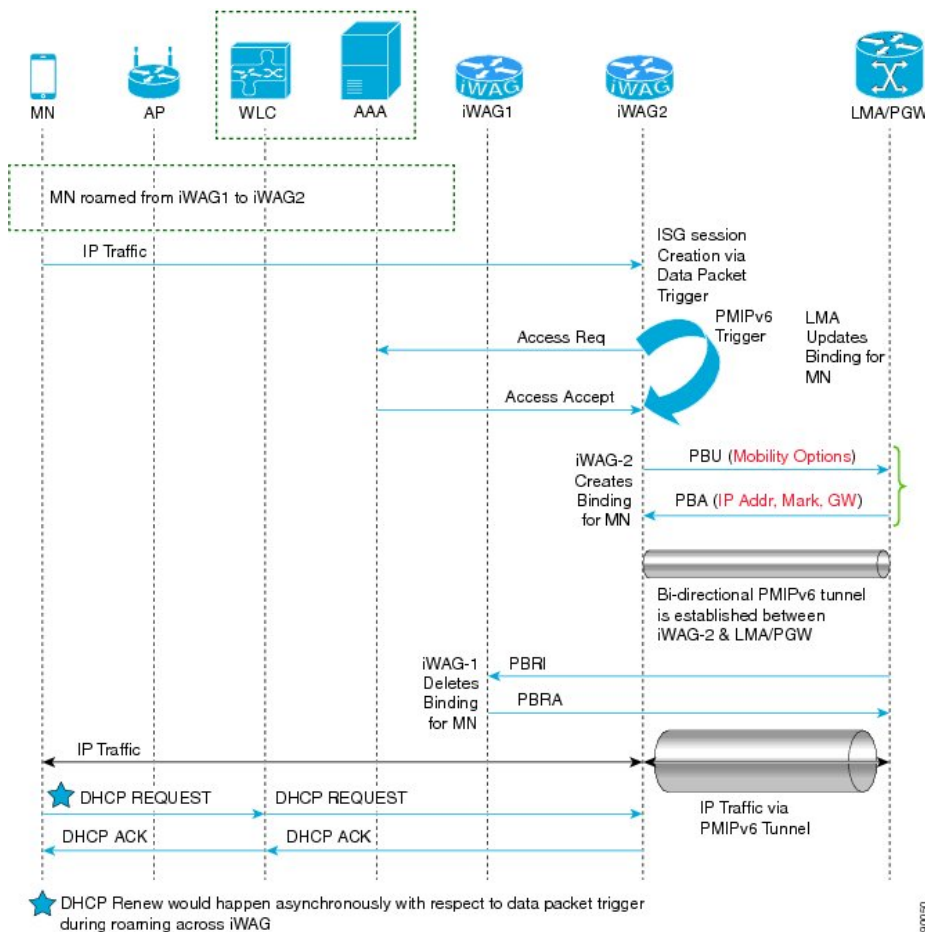 iWAG
iWAG
MN
AP
WLC
AAA
iWAG1
iWAG2
LMA/PGW
MN roamed from iWAG1 to iWAG2
IP Traffic
ISG session
Creation via
Data Packet
Trigger
PMIPv6
Trigger
LMA
Updates
Binding for
MN
Access Req
Access Accept
iWAG-2
Creates
Binding
for MN
PBU (Mobility Options)
PBA (IP Addr, Mark, GW)
Bi-directional PMIPv6 tunnel
is established between
iWAG-2 & LMA/PGW
iWAG-1
Deletes
Binding
for MN
PBRI
PBRA
IP Traffic
IP Traffic via
PMIPv6 Tunnel
DHCP REQUEST
DHCP REQUEST
DHCP ACK
DHCP ACK
DHCP Renew would happen asynchronously with respect to data packet trigger
during roaming across iWAG